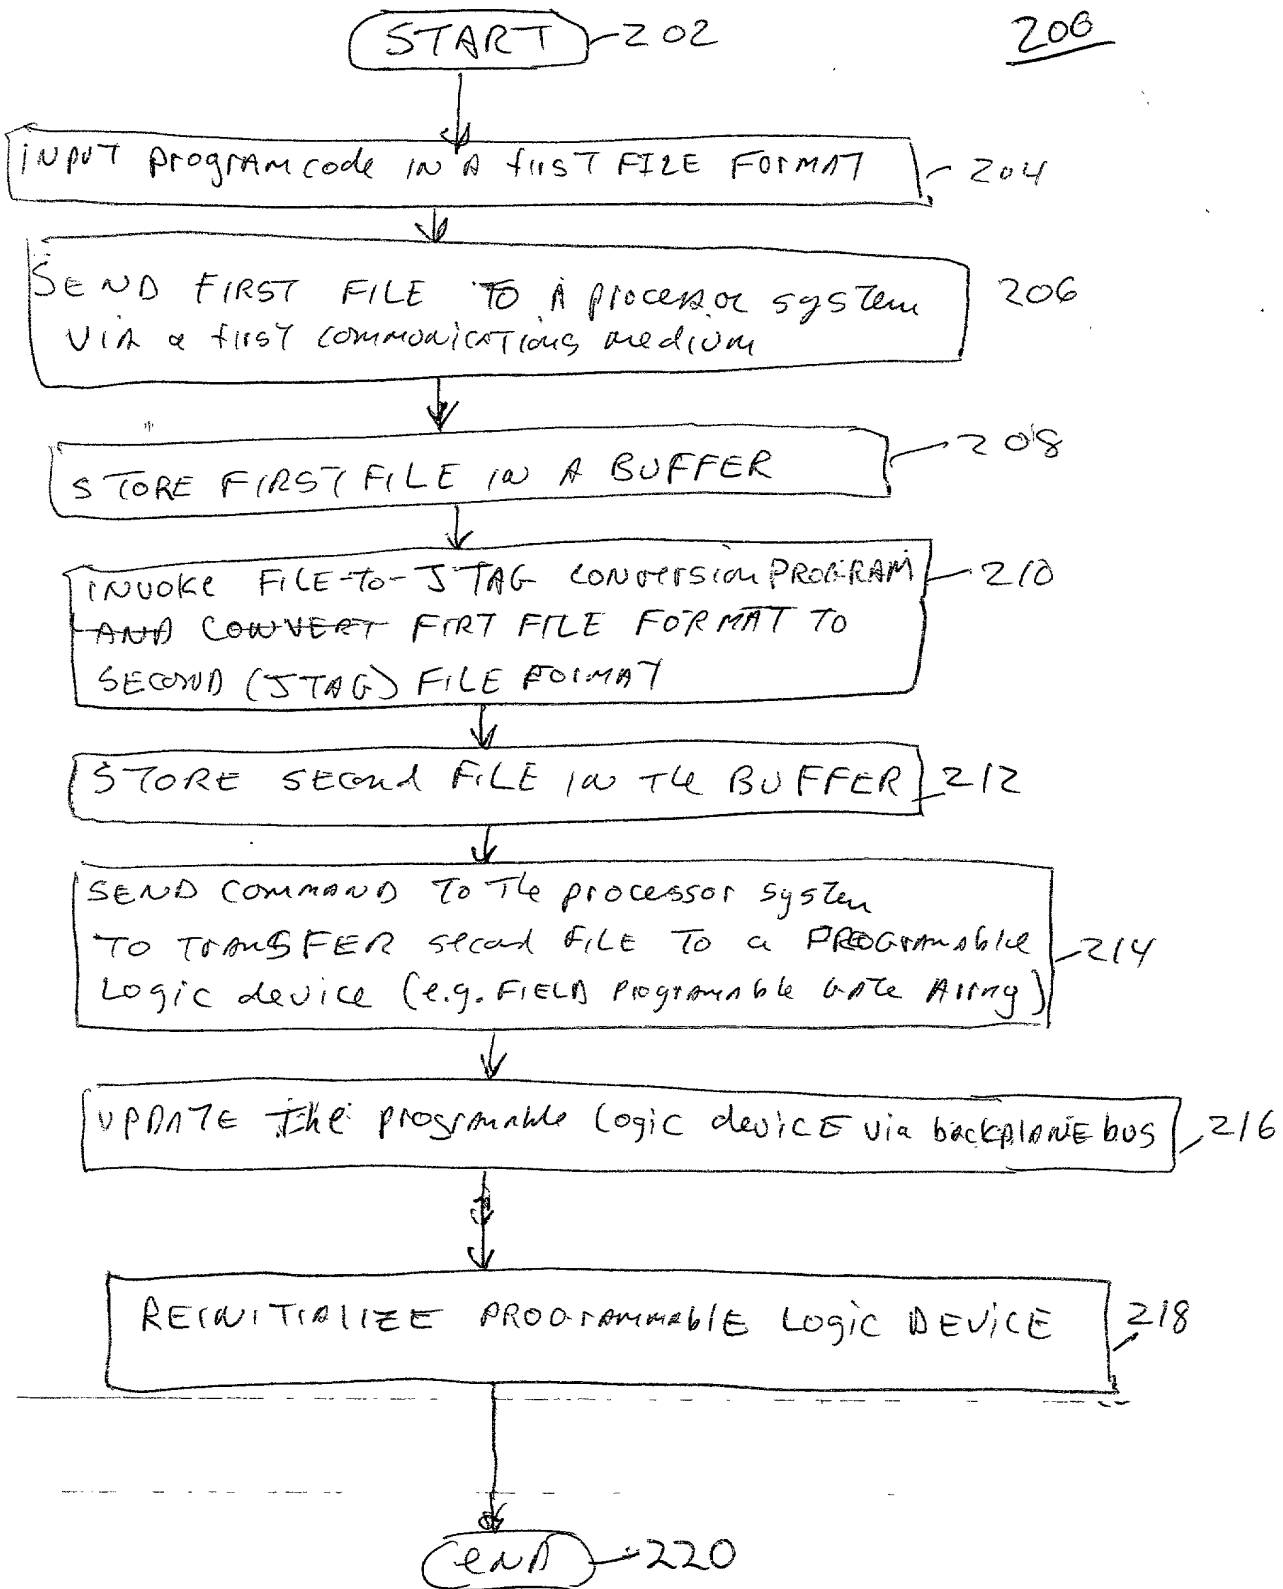 START 202
200
INPUT PROGRAM CODE IN A FIRST FILE FORMAT 204
SEND FIRST FILE TO A PROCESSOR SYSTEM 206
VIA A FIRST COMMUNICATIONS MEDIUM
STORE FIRST FILE IN A BUFFER 208
INVOKE FILE-TO-JTAG CONVERSION PROGRAM 210
AND CONVERT FIRT FILE FORMAT TO
SECOND (JTAG) FILE FORMAT
STORE SECOND FILE IN THE BUFFER 212
SEND COMMAND TO THE PROCESSOR SYSTEM
TO TRANSFER SECOND FILE TO A PROGRAMABLE 214
LOGIC DEVICE (e.g. FIELD PROGRAMABLE GATE ARRAY)
UPDATE THE PROGRAMABLE LOGIC DEVICE VIA BACKPLANE BUS 216
REINITIALIZE PROGRAMMABLE LOGIC DEVICE 218
END 220